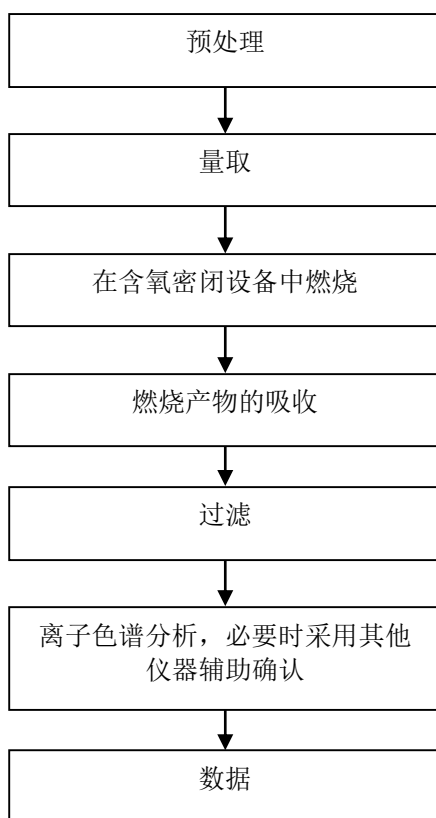 预处理
量取
在含氧密闭设备中燃烧
燃烧产物的吸收
过滤
离子色谱分析，必要时采用其他
仪器辅助确认
数据